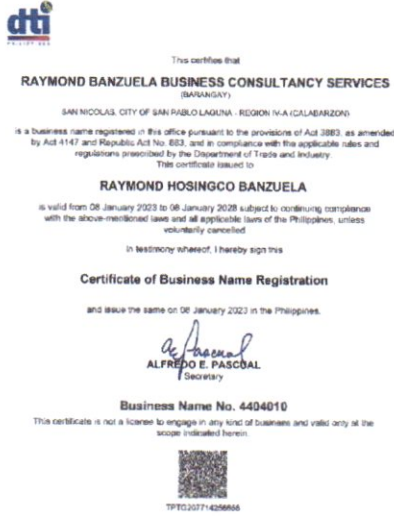 dti
PHILIPPINES
This certifies that
RAYMOND BANZUELA BUSINESS CONSULTANCY SERVICES
(BARANGAY)
SAN NICOLAS, CITY OF SAN PABLO LAGUNA - REGION IV-A (CALABARZON)
is a business name registered in this office pursuant to the provisions of Act 3883, as amended
by Act 4147 and Republic Act No. 863, and in compliance with the applicable rules and
regulations prescribed by the Department of Trade and Industry.
This certificate issued to
RAYMOND HOSINGCO BANZUELA
is valid from 08 January 2023 to 08 January 2028 subject to continuing compliance
with the above-mentioned laws and all applicable laws of the Philippines, unless
voluntarily cancelled
In testimony whereof, I hereby sign this
Certificate of Business Name Registration
and issue the same on 08 January 2023 in the Philippines.
ALFREDO E. PASCUAL
Secretary
Business Name No. 4404010
This certificate is not a license to engage in any kind of business and valid only at the
scope indicated herein.